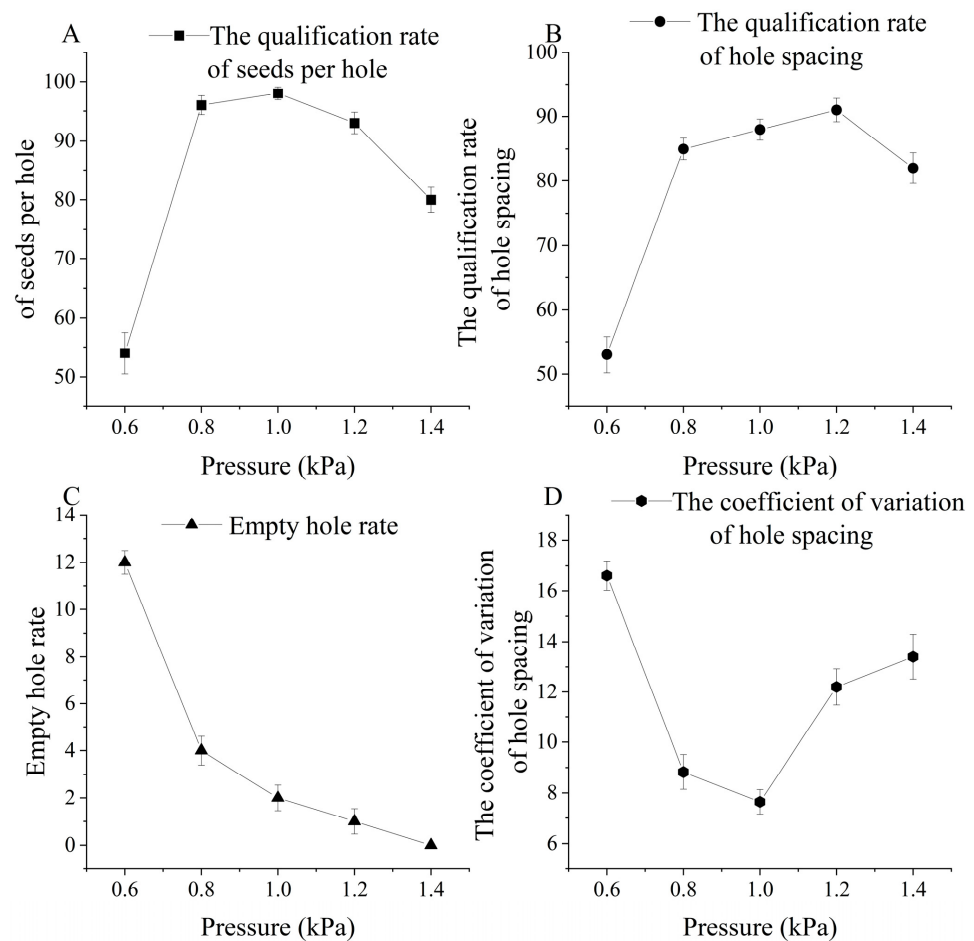 A
The qualification rate
of seeds per hole
100
90
80
70
60
50
of seeds per hole
0.6 0.8 1.0 1.2 1.4
Pressure (kPa)
B
The qualification rate
of hole spacing
100
90
80
70
60
50
The qualification rate
of hole spacing
0.6 0.8 1.0 1.2 1.4
Pressure (kPa)
C
Empty hole rate
14
12
10
8
6
4
2
0
Empty hole rate
0.6 0.8 1.0 1.2 1.4
Pressure (kPa)
D
The coefficient of variation
of hole spacing
18
16
14
12
10
8
6
The coefficient of variation
of hole spacing
0.6 0.8 1.0 1.2 1.4
Pressure (kPa)